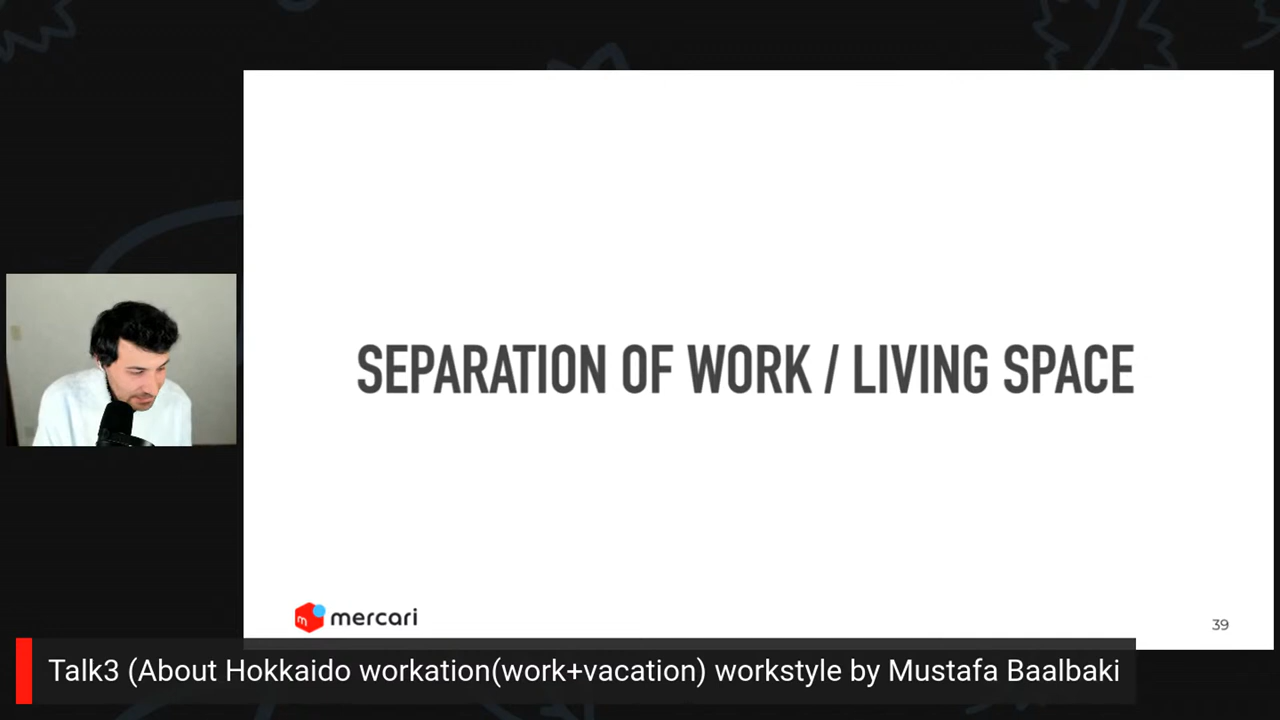 SEPARATION OF WORK / LIVING SPACE
m mercari
39
Talk3 (About Hokkaido workation(work+vacation) workstyle by Mustafa Baalbaki